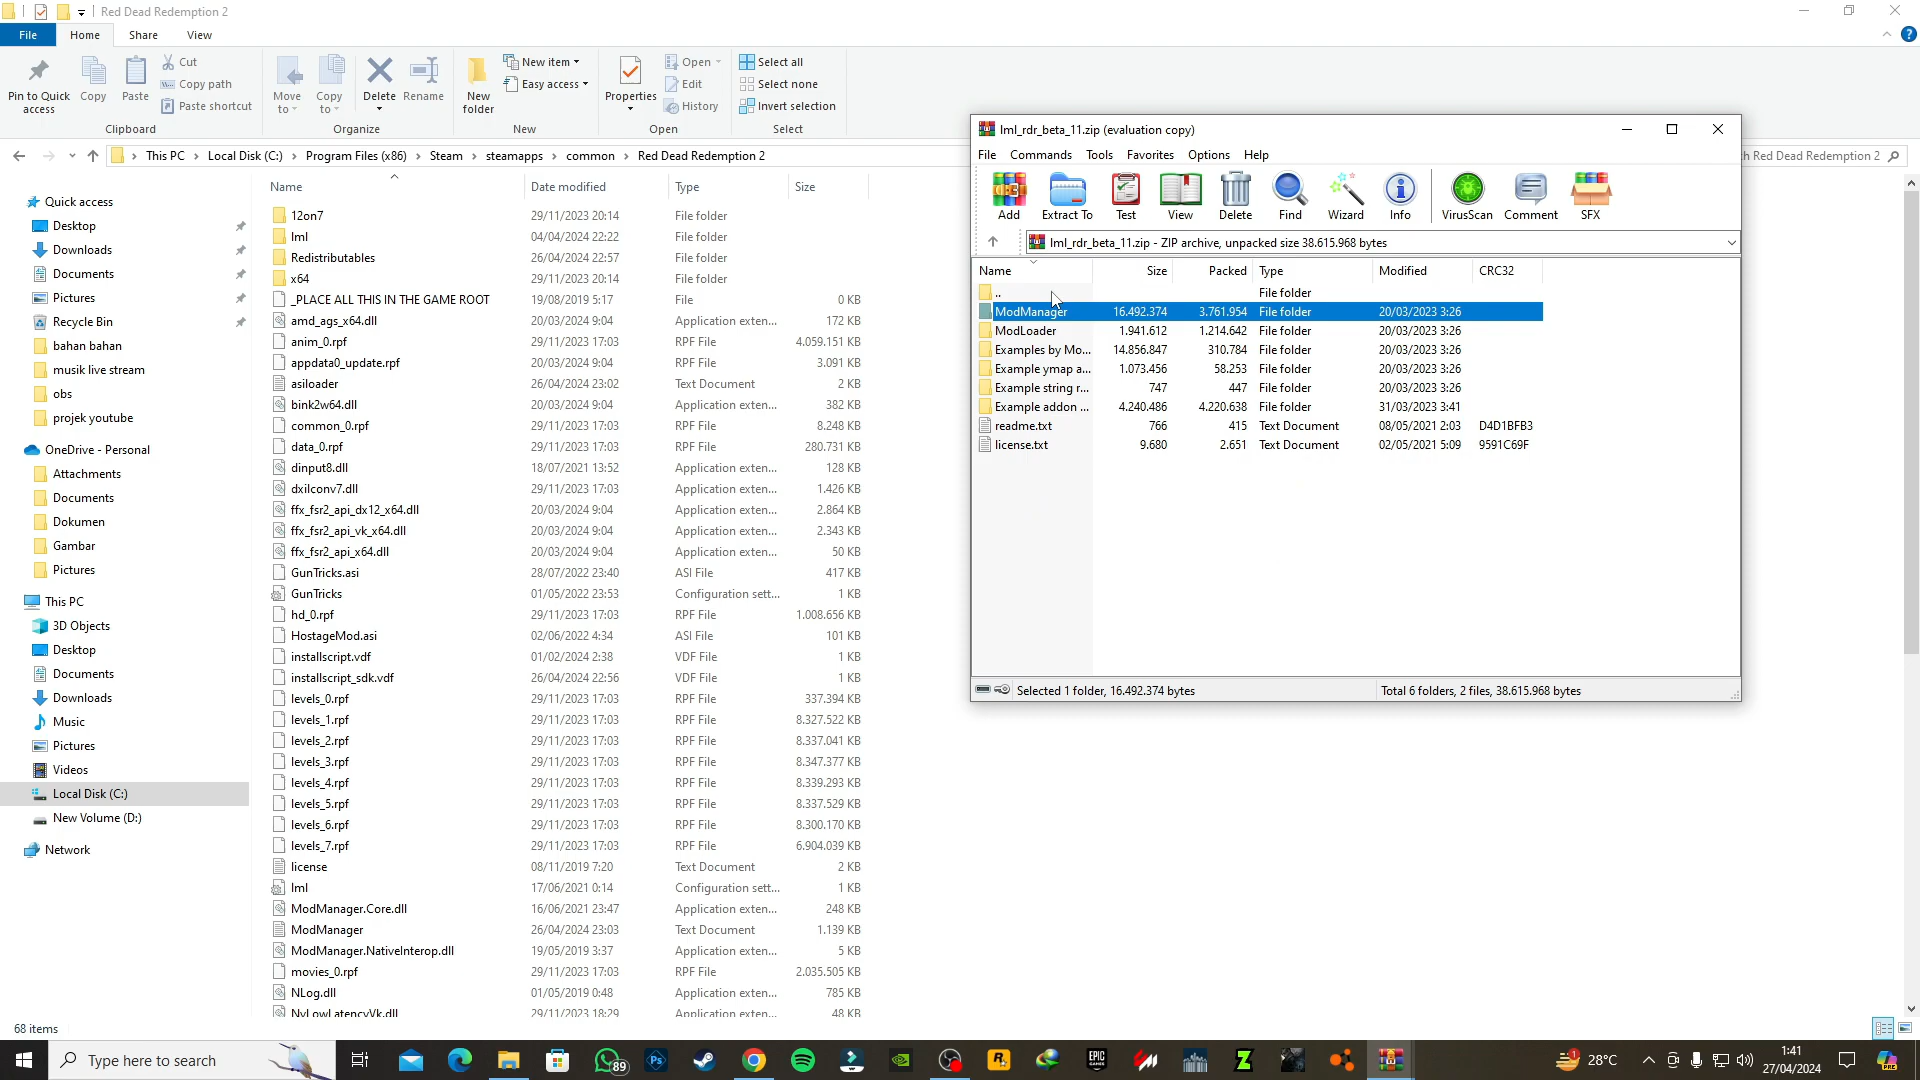 Red Dead Redemption 2
File Home Share View
Pin to Quick access
Copy
Paste
Cut
Copy path
Paste shortcut
Clipboard
Move to
Copy to
Delete
Rename
Organize
New folder
New item
Easy access
New
Properties
Open
Edit
History
Open
Select all
Select none
Invert selection
Select
This PC > Local Disk (C:) > Program Files (x86) > Steam > steamapps > common > Red Dead Redemption 2
h Red Dead Redemption 2
Quick access
Desktop
Downloads
Documents
Pictures
Recycle Bin
bahan bahan
musik live stream
obs
projek youtube
OneDrive - Personal
Attachments
Documents
Dokumen
Gambar
Pictures
This PC
3D Objects
Desktop
Documents
Downloads
Music
Pictures
Videos
Local Disk (C:)
New Volume (D:)
Network
Name Date modified Type Size
12on7 29/11/2023 20:14 File folder
lml 04/04/2024 22:22 File folder
Redistributables 26/04/2024 22:57 File folder
x64 29/11/2023 20:14 File folder
_PLACE ALL THIS IN THE GAME ROOT 19/08/2019 5:17 File 0 KB
amd_ags_x64.dll 20/03/2024 9:04 Application exten... 172 KB
anim_0.rpf 29/11/2023 17:03 RPF File 4.059.151 KB
appdata0_update.rpf 20/03/2024 9:04 RPF File 3.091 KB
asiloader 26/04/2024 23:02 Text Document 2 KB
bink2w64.dll 20/03/2024 9:04 Application exten... 382 KB
common_0.rpf 29/11/2023 17:03 RPF File 8.248 KB
data_0.rpf 29/11/2023 17:03 RPF File 280.731 KB
dinput8.dll 18/07/2021 13:52 Application exten... 128 KB
dxilconv7.dll 29/11/2023 17:03 Application exten... 1.426 KB
ffx_fsr2_api_dx12_x64.dll 20/03/2024 9:04 Application exten... 2.864 KB
ffx_fsr2_api_vk_x64.dll 20/03/2024 9:04 Application exten... 2.343 KB
ffx_fsr2_api_x64.dll 20/03/2024 9:04 Application exten... 50 KB
GunTricks.asi 28/07/2022 23:40 ASI File 417 KB
GunTricks 01/05/2022 23:53 Configuration sett... 1 KB
hd_0.rpf 29/11/2023 17:03 RPF File 1.008.656 KB
HostageMod.asi 02/06/2022 4:34 ASI File 101 KB
installscript.vdf 01/02/2024 2:38 VDF File 1 KB
installscript_sdk.vdf 26/04/2024 22:56 VDF File 1 KB
levels_0.rpf 29/11/2023 17:03 RPF File 337.394 KB
levels_1.rpf 29/11/2023 17:03 RPF File 8.327.522 KB
levels_2.rpf 29/11/2023 17:03 RPF File 8.337.041 KB
levels_3.rpf 29/11/2023 17:03 RPF File 8.347.377 KB
levels_4.rpf 29/11/2023 17:03 RPF File 8.339.293 KB
levels_5.rpf 29/11/2023 17:03 RPF File 8.337.529 KB
levels_6.rpf 29/11/2023 17:03 RPF File 8.300.170 KB
levels_7.rpf 29/11/2023 17:03 RPF File 6.904.039 KB
license 08/11/2019 7:20 Text Document 2 KB
lml 17/06/2021 0:14 Configuration sett... 1 KB
ModManager.Core.dll 16/06/2021 23:47 Application exten... 248 KB
ModManager 26/04/2024 23:03 Text Document 1.139 KB
ModManager.NativeInterop.dll 19/05/2019 3:37 Application exten... 5 KB
movies_0.rpf 29/11/2023 17:03 RPF File 2.035.505 KB
NLog.dll 01/05/2019 0:48 Application exten... 785 KB
NvLowLatencyVk.dll 29/11/2023 18:29 Application exten... 48 KB
68 items
lml_rdr_beta_11.zip (evaluation copy)
File Commands Tools Favorites Options Help
Add Extract To Test View Delete Find Wizard Info VirusScan Comment SFX
lml_rdr_beta_11.zip - ZIP archive, unpacked size 38.615.968 bytes
Name Size Packed Type Modified CRC32
.. File folder
ModManager 16.492.374 3.761.954 File folder 20/03/2023 3:26
ModLoader 1.941.612 1.214.642 File folder 20/03/2023 3:26
Examples by Mo... 14.856.847 310.784 File folder 20/03/2023 3:26
Example ymap a... 1.073.456 58.253 File folder 20/03/2023 3:26
Example string r... 747 447 File folder 20/03/2023 3:26
Example addon ... 4.240.486 4.220.638 File folder 31/03/2023 3:41
readme.txt 766 415 Text Document 08/05/2021 2:03 D4D1BFB3
license.txt 9.680 2.651 Text Document 02/05/2021 5:09 9591C69F
Selected 1 folder, 16.492.374 bytes
Total 6 folders, 2 files, 38.615.968 bytes
Type here to search
89
28°C
1:41
27/04/2024